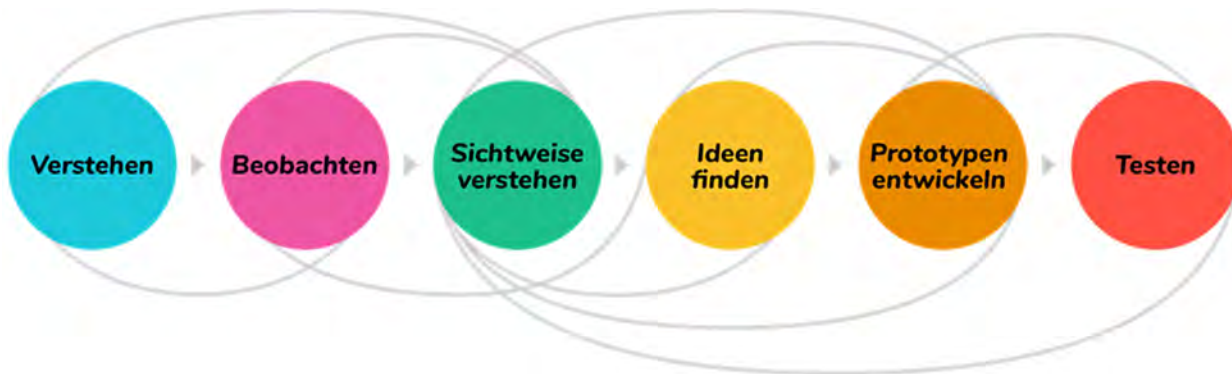 Verstehen
Beobachten
Sichtweise
verstehen
Ideen
finden
Prototypen
entwickeln
Testen